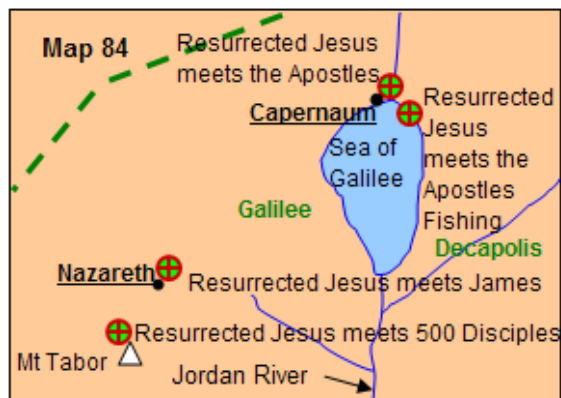 Map 84
Resurrected Jesus
meets the Apostles
Capernaum
Resurrected
Jesus
meets the
Apostles
Fishing
Sea of
Galilee
Galilee
Decapolis
Nazareth
Resurrected Jesus meets James
Resurrected Jesus meets 500 Disciples
Mt Tabor
Jordan River